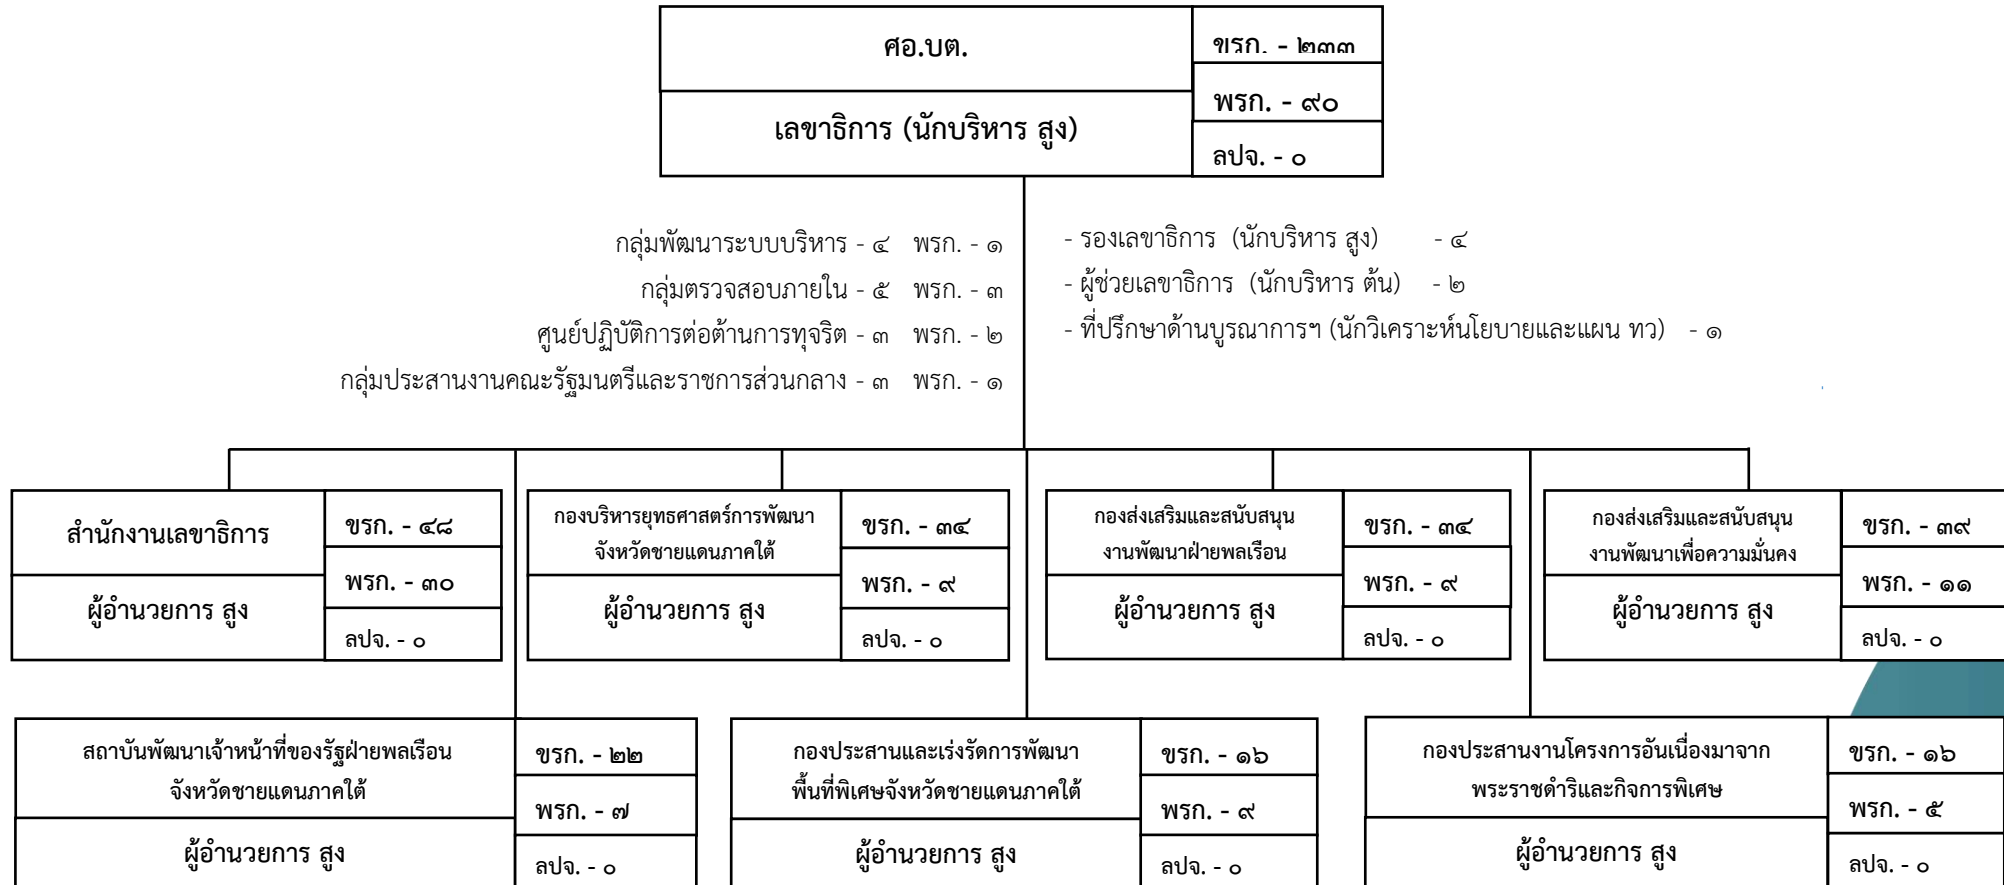 ศอ.บต.
ขรก. - ๒๓๓
พรก. - ๙๐
เลขาธิการ (นักบริหาร สูง)
ลปจ. - ๐
กลุ่มพัฒนาระบบบริหาร - ๔ พรก. - ๑
กลุ่มตรวจสอบภายใน - ๕ พรก. - ๓
ศูนย์ปฏิบัติการต่อต้านการทุจริต - ๓ พรก. - ๒
กลุ่มประสานงานคณะรัฐมนตรีและราชการส่วนกลาง - ๓ พรก. - ๑
- รองเลขาธิการ (นักบริหาร สูง) - ๔
- ผู้ช่วยเลขาธิการ (นักบริหาร ต้น) - ๒
- ที่ปรึกษาด้านบูรณาการฯ (นักวิเคราะห์นโยบายและแผน ทว) - ๑
สำนักงานเลขาธิการ
ขรก. - ๔๘
พรก. - ๓๐
ผู้อำนวยการ สูง
ลปจ. - ๐
กองบริหารยุทธศาสตร์การพัฒนา
จังหวัดชายแดนภาคใต้
ขรก. - ๓๔
พรก. - ๙
ผู้อำนวยการ สูง
ลปจ. - ๐
กองส่งเสริมและสนับสนุน
งานพัฒนาฝ่ายพลเรือน
ขรก. - ๓๔
พรก. - ๙
ผู้อำนวยการ สูง
ลปจ. - ๐
กองส่งเสริมและสนับสนุน
งานพัฒนาเพื่อความมั่นคง
ขรก. - ๓๙
พรก. - ๑๑
ผู้อำนวยการ สูง
ลปจ. - ๐
สถาบันพัฒนาเจ้าหน้าที่ของรัฐฝ่ายพลเรือน
จังหวัดชายแดนภาคใต้
ขรก. - ๒๒
พรก. - ๗
ผู้อำนวยการ สูง
ลปจ. - ๐
กองประสานและเร่งรัดการพัฒนา
พื้นที่พิเศษจังหวัดชายแดนภาคใต้
ขรก. - ๑๖
พรก. - ๙
ผู้อำนวยการ สูง
ลปจ. - ๐
กองประสานงานโครงการอันเนื่องมาจาก
พระราชดำริและกิจการพิเศษ
ขรก. - ๑๖
พรก. - ๕
ผู้อำนวยการ สูง
ลปจ. - ๐